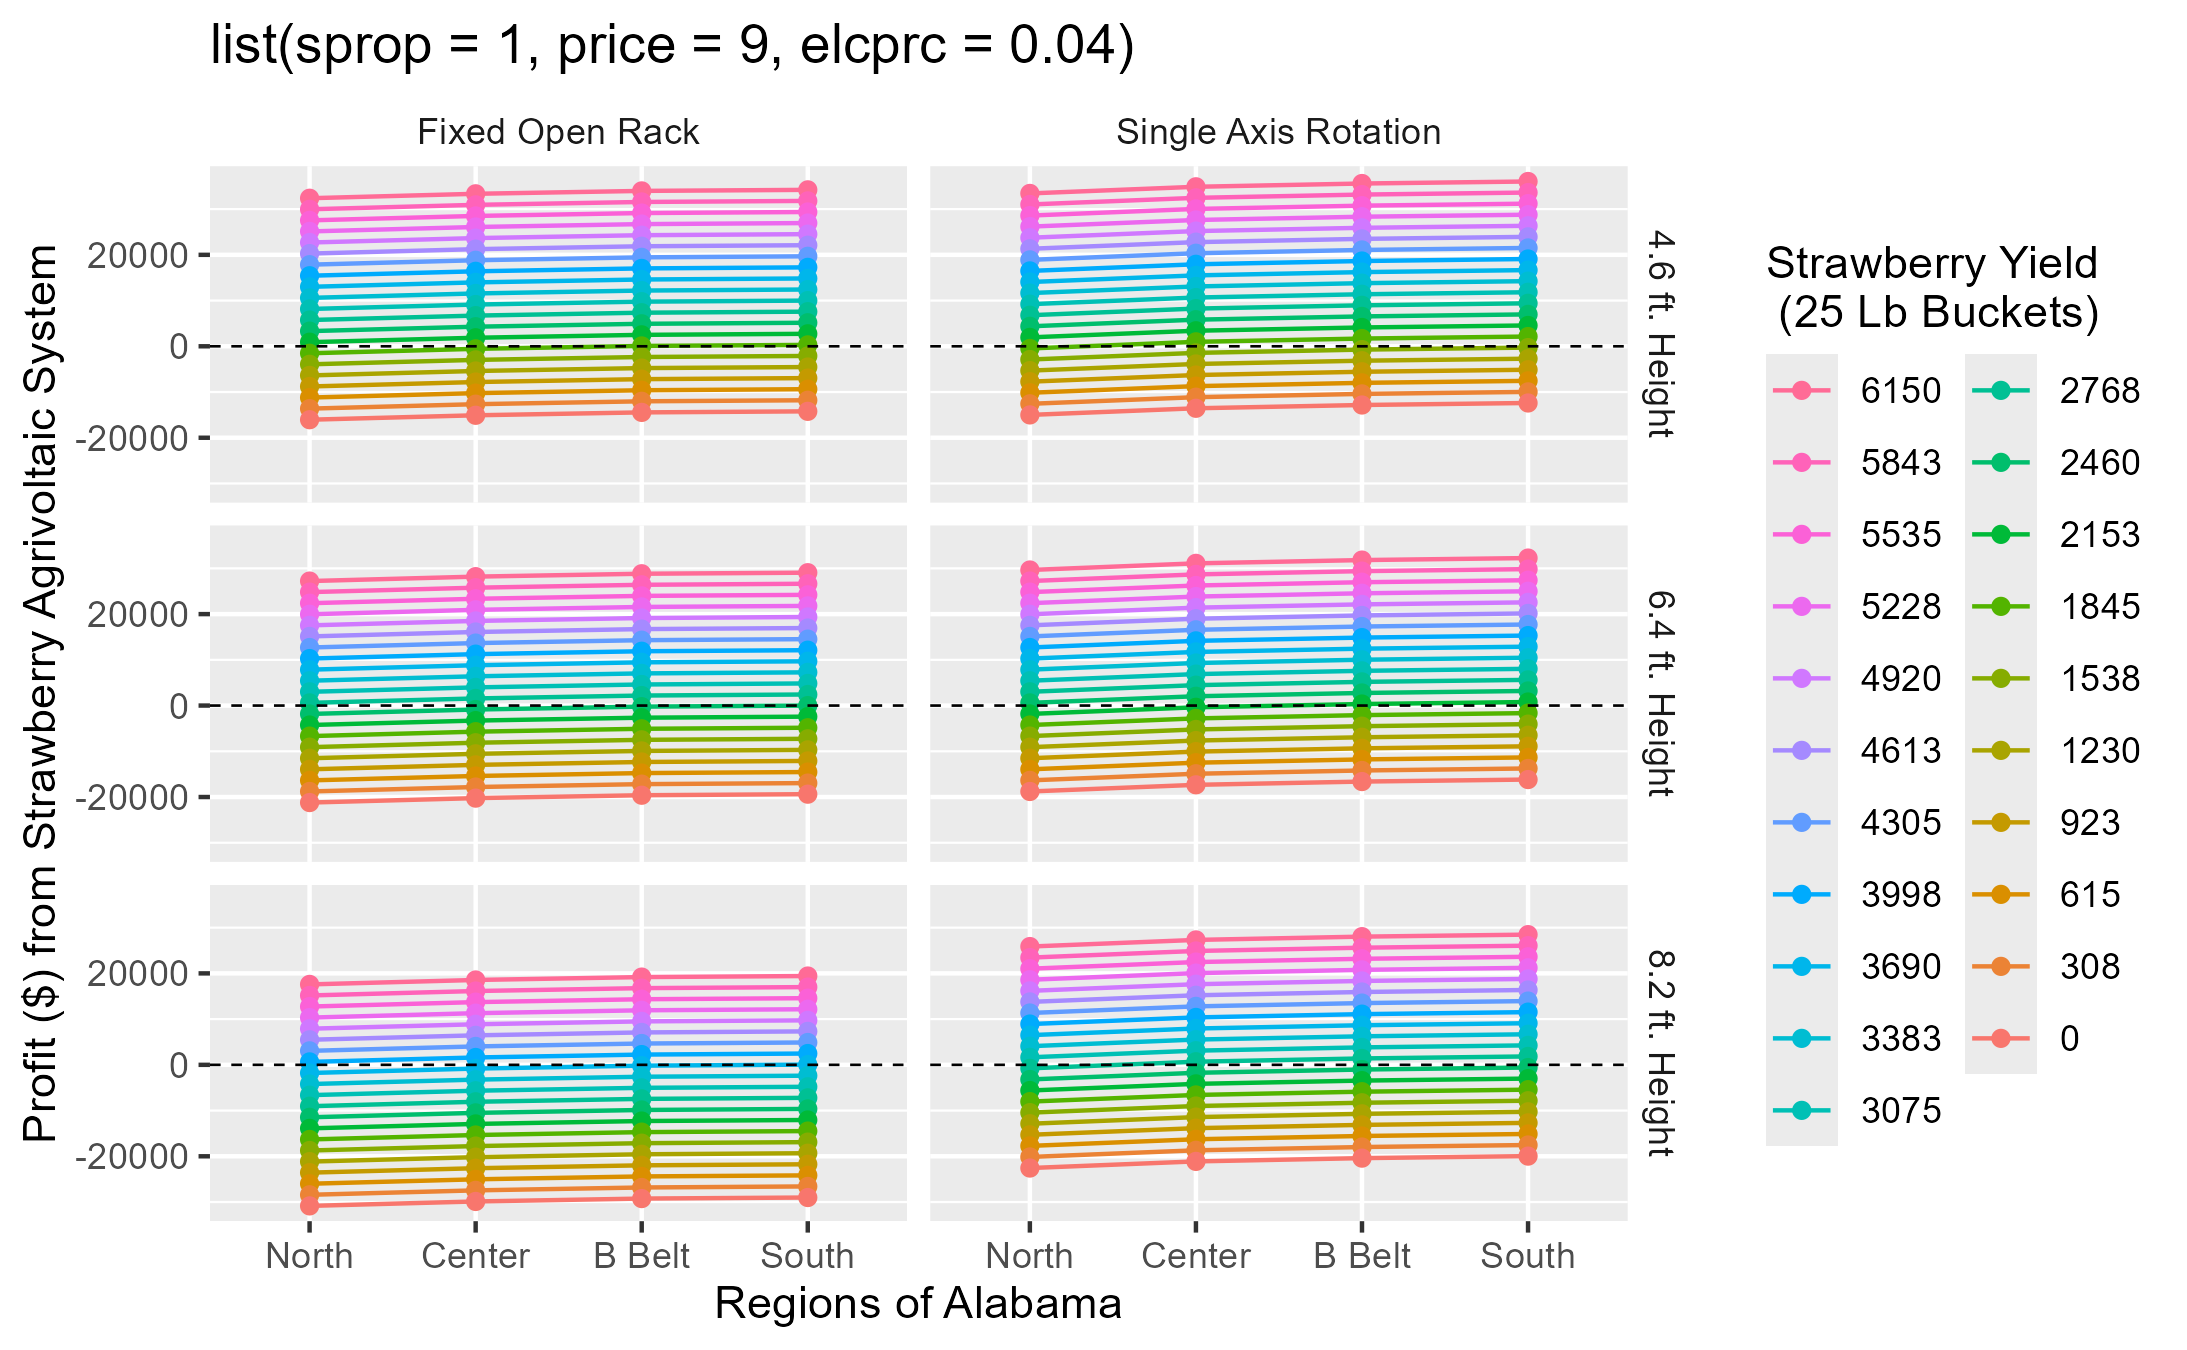 list(sprop = 1, price = 9, elcprc = 0.04)
Fixed Open Rack
Single Axis Rotation
Profit ($) from Strawberry Agrivoltaic System
20000
0
-20000
4.6 ft. Height
20000
0
-20000
6.4 ft. Height
20000
0
-20000
8.2 ft. Height
North
Center
B Belt
South
North
Center
B Belt
South
Regions of Alabama
Strawberry Yield
(25 Lb Buckets)
6150
5843
5535
5228
4920
4613
4305
3998
3690
3383
3075
2768
2460
2153
1845
1538
1230
923
615
308
0